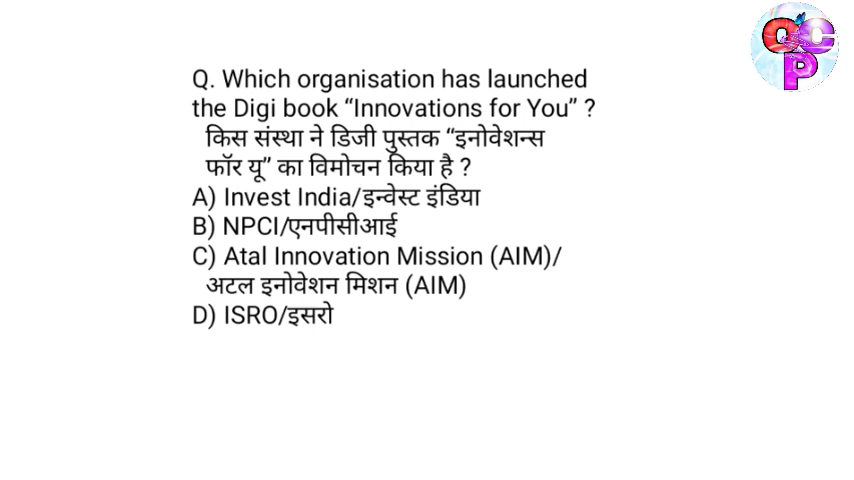 QCP
Q. Which organisation has launched
the Digi book “Innovations for You” ?
किस संस्था ने डिजी पुस्तक “इनोवेशन्स
फॉर यू” का विमोचन किया है ?
A) Invest India/इन्वेस्ट इंडिया
B) NPCI/एनपीसीआई
C) Atal Innovation Mission (AIM)/
अटल इनोवेशन मिशन (AIM)
D) ISRO/इसरो